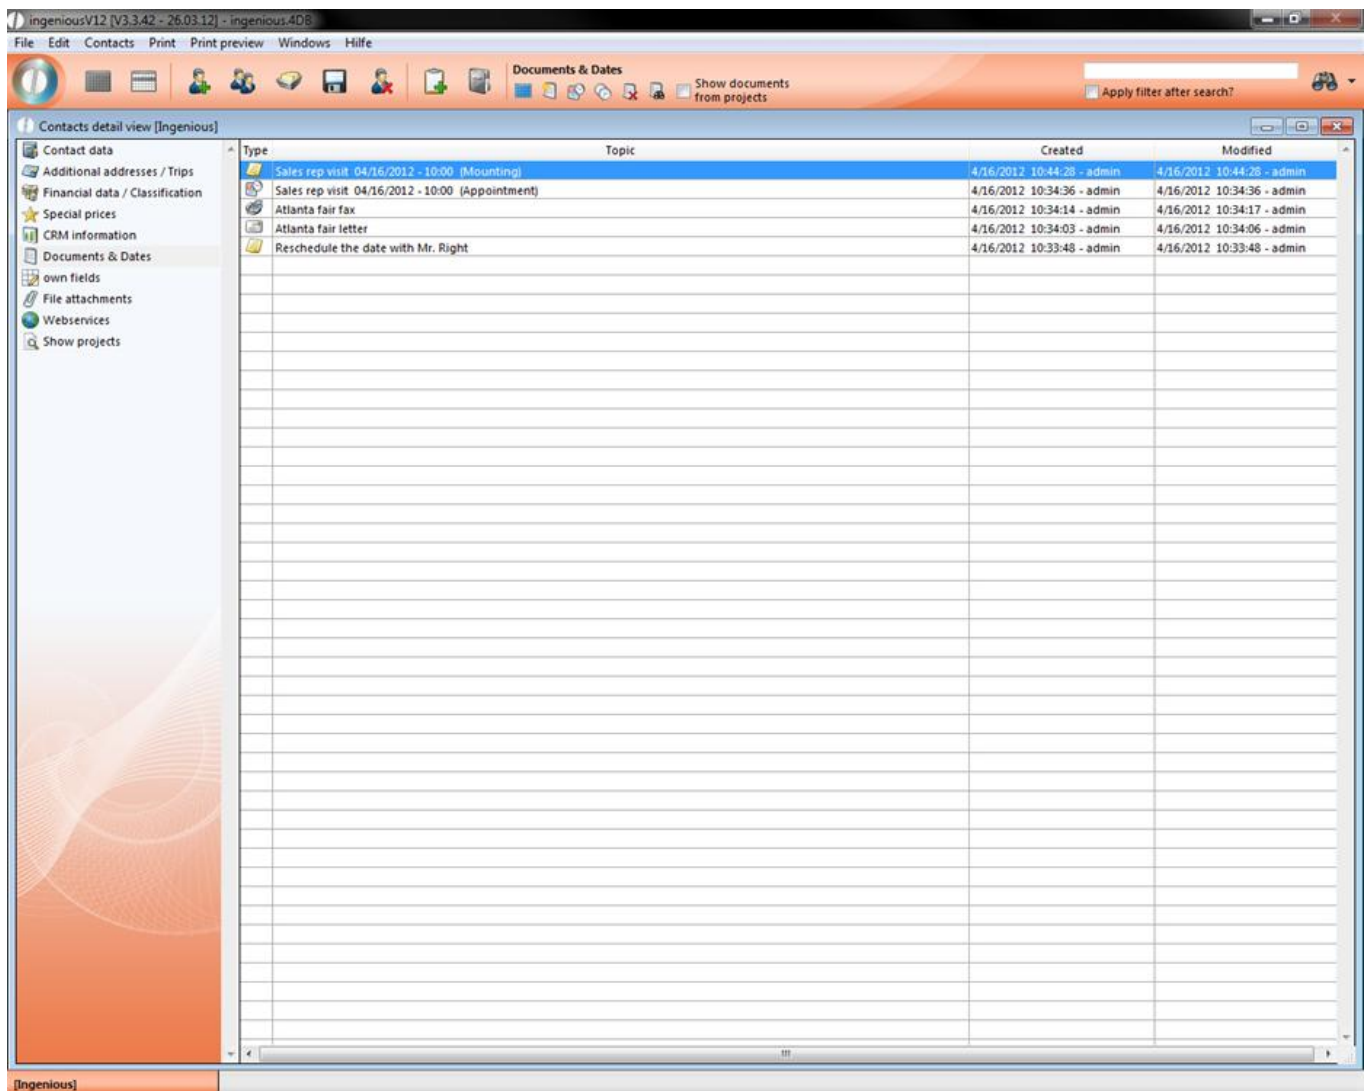 ingeniousV12 [V3.3.42 - 26.03.12] - ingenious.4DB
File Edit Contacts Print Print preview Windows Hilfe
Documents & Dates
Show documents
from projects
Apply filter after search?
Contacts detail view [Ingenious]
Contact data
Additional addresses / Trips
Financial data / Classification
Special prices
CRM information
Documents & Dates
own fields
File attachments
Webservices
Show projects
Type Topic Created Modified
Sales rep visit 04/16/2012 - 10:00 (Mounting) 4/16/2012 10:44:28 - admin 4/16/2012 10:44:28 - admin
Sales rep visit 04/16/2012 - 10:00 (Appointment) 4/16/2012 10:34:36 - admin 4/16/2012 10:34:36 - admin
Atlanta fair fax 4/16/2012 10:34:14 - admin 4/16/2012 10:34:17 - admin
Atlanta fair letter 4/16/2012 10:34:03 - admin 4/16/2012 10:34:06 - admin
Reschedule the date with Mr. Right 4/16/2012 10:33:48 - admin 4/16/2012 10:33:48 - admin
[Ingenious]